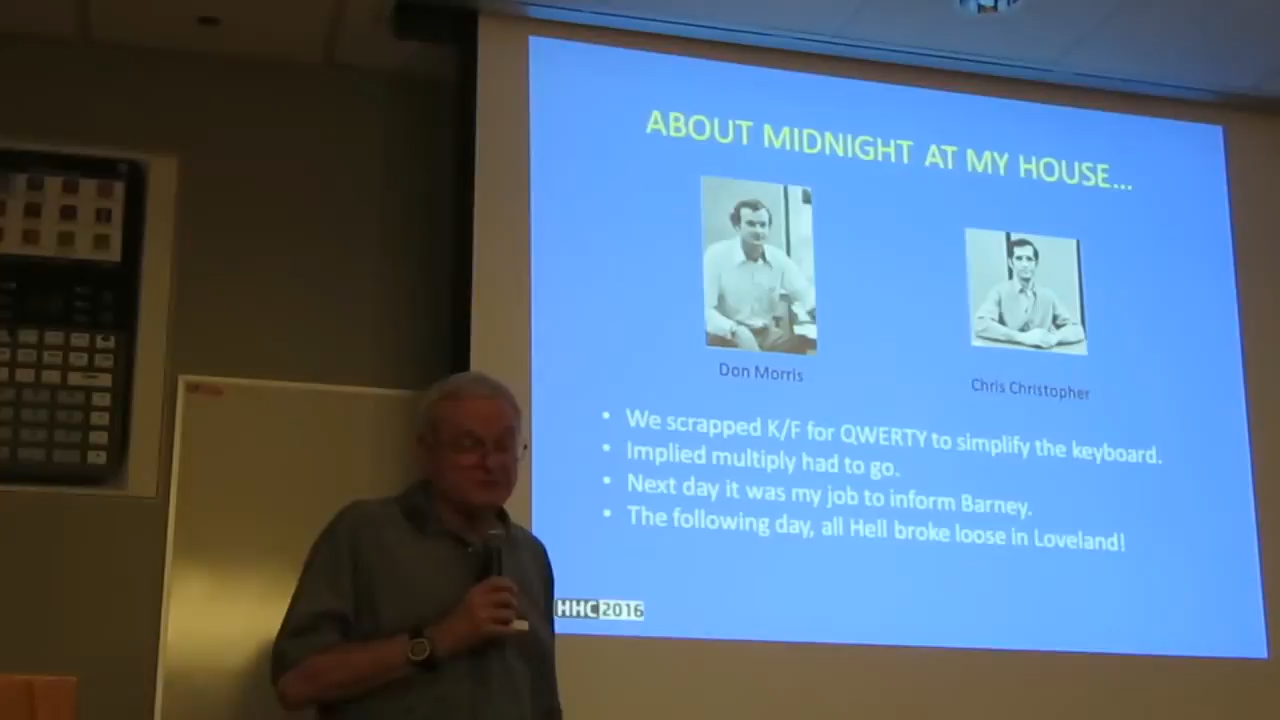 ABOUT MIDNIGHT AT MY HOUSE...
Don Morris
Chris Christopher
• We scrapped K/F for QWERTY to simplify the keyboard.
• Implied multiply had to go.
• Next day it was my job to inform Barney.
• The following day, all Hell broke loose in Loveland!
HHC 2016